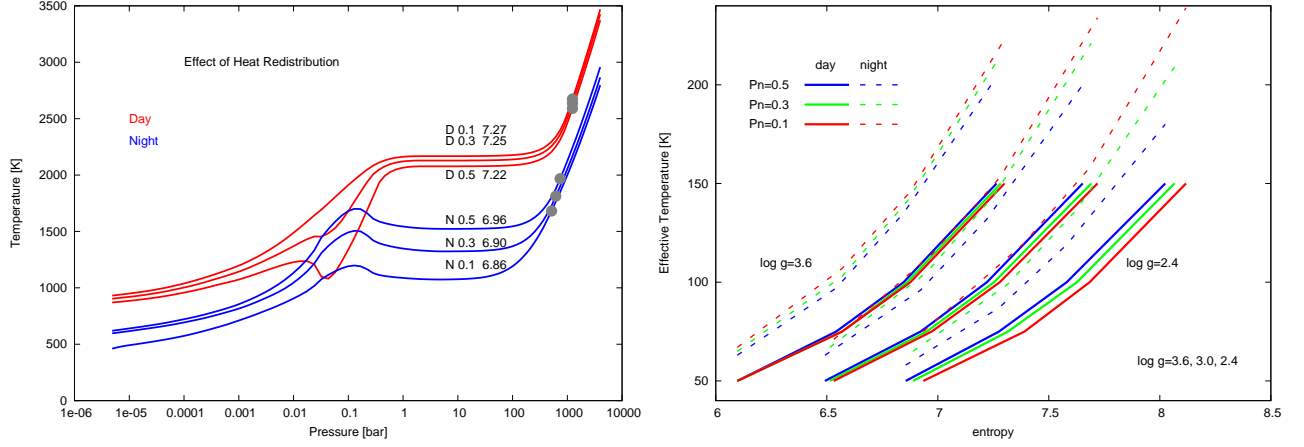 3500
3000
2500
2000
1500
1000
500
0
Temperature [K]
Effect of Heat Redistribution
Day
Night
D 0.1 7.27
D 0.3 7.25
D 0.5 7.22
N 0.5 6.96
N 0.3 6.90
N 0.1 6.86
1e-06 1e-05 0.0001 0.001 0.01 0.1 1 10 100 1000 10000
Pressure [bar]
200
150
100
50
Effective Temperature [K]
day night
Pn=0.5
Pn=0.3
Pn=0.1
log g=3.6
log g=2.4
log g=3.6, 3.0, 2.4
6 6.5 7 7.5 8 8.5
entropy